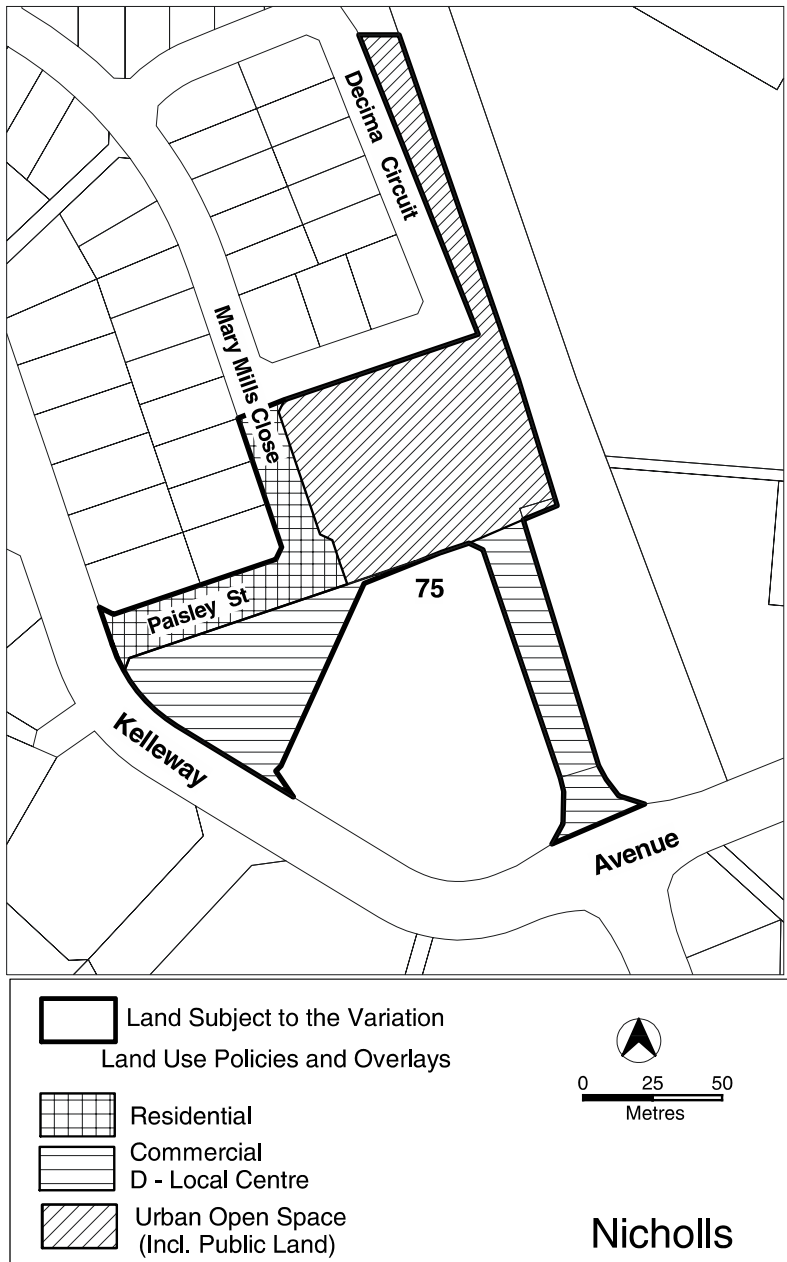 Decima Circuit
Mary Mills Close
Paisley St
75
Kelleway
Avenue
Land Subject to the Variation
Land Use Policies and Overlays
Residential
Commercial
D - Local Centre
Urban Open Space
(Incl. Public Land)
0 25 50
Metres
Nicholls